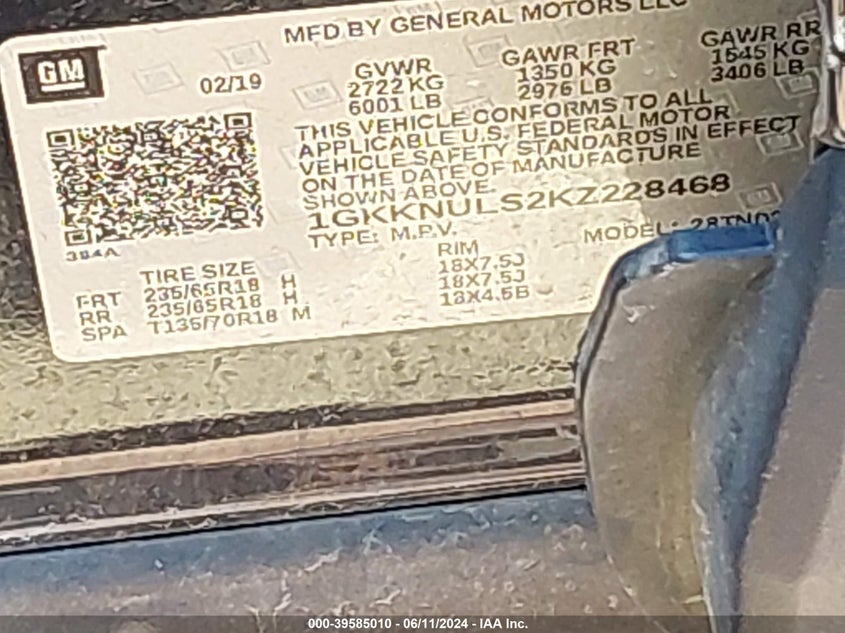 MFD BY GENERAL MOTORS LLC
GM
02/19
GVWR
2722 KG
6001 LB
GAWR FRT
1350 KG
2976 LB
GAWR RR
1545 KG
3406 LB
THIS VEHICLE CONFORMS TO ALL
APPLICABLE U.S. FEDERAL MOTOR
VEHICLE SAFETY STANDARDS IN EFFECT
ON THE DATE OF MANUFACTURE
SHOWN ABOVE.
1GKKNULS2KZ228468
TYPE: M.P.V. MODEL:
394A
TIRE SIZE RIM
FRT 235/65R18 H 18X7.5J
RR 235/65R18 H 18X7.5J
SPA T135/70R18 M 18X4.5B
000-39585010 - 06/11/2024 - IAA Inc.